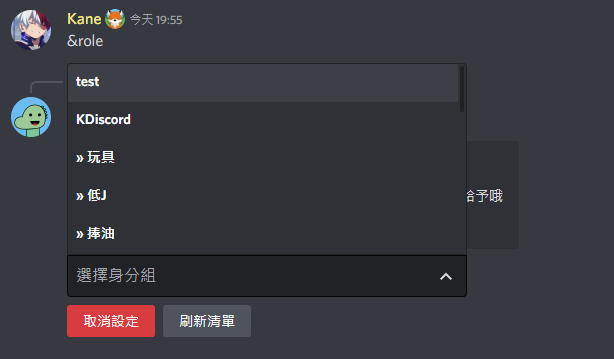 Kane 今天 19:55
&role
test
KDiscord
» 玩具
» 低J
» 捧油
給予哦
選擇身分組
取消設定
刷新清單